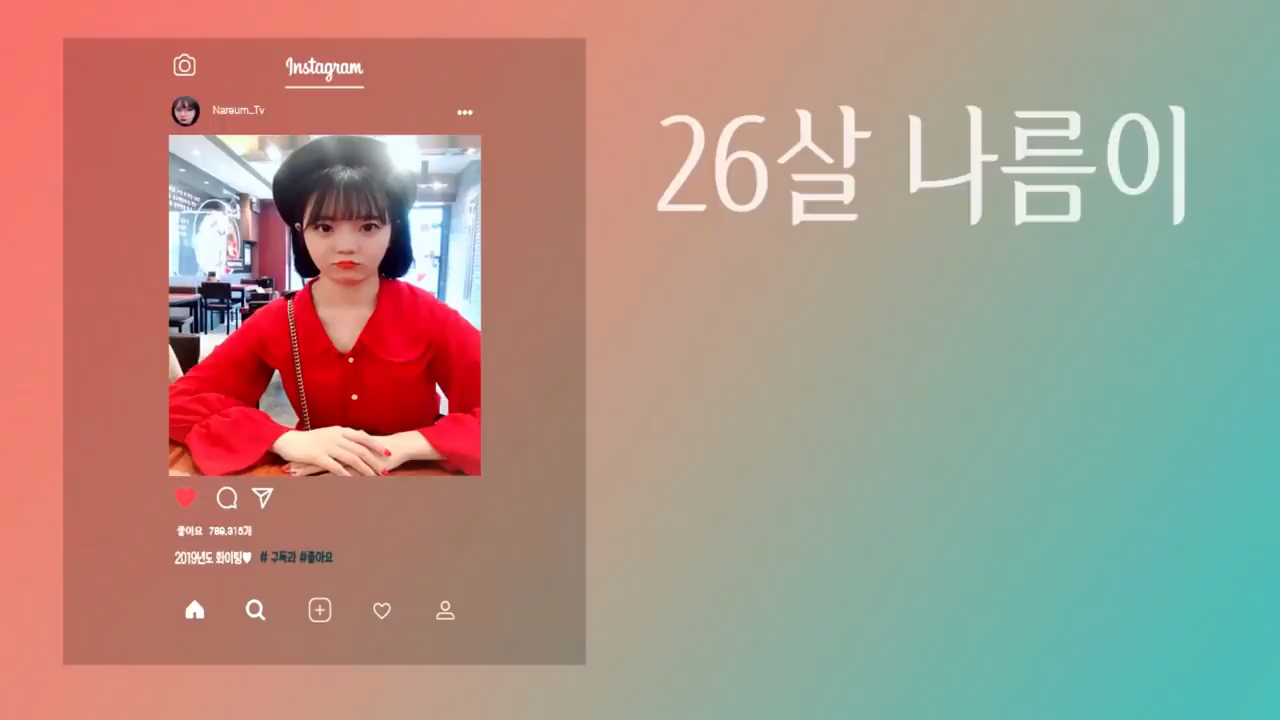 Instagram
Nareum_Tv
26살 나름이
좋아요 789,315개
2019년도 화이팅♥ # 구독과 #좋아요